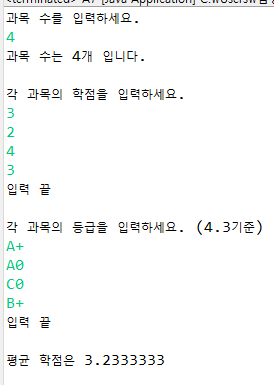 과목 수를 입력하세요.
4
과목 수는 4개 입니다.
각 과목의 학점을 입력하세요.
3
2
4
3
입력 끝
각 과목의 등급을 입력하세요. (4.3기준)
A+
A0
C0
B+
입력 끝
평균 학점은 3.2333333